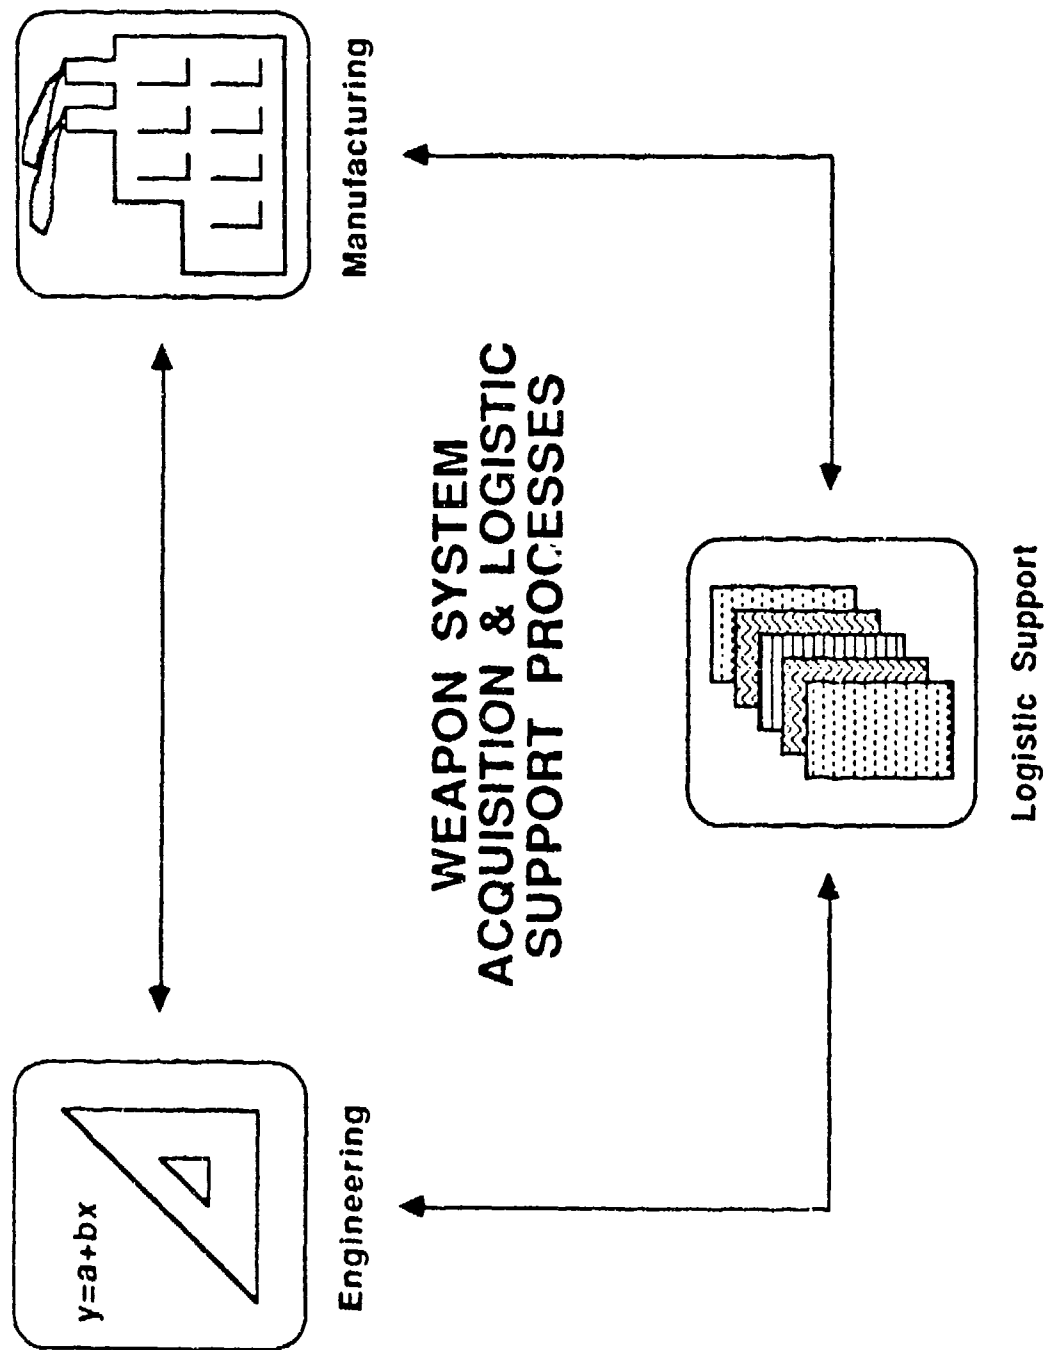 y=a+bx
Engineering
Manufacturing
WEAPON SYSTEM
ACQUISITION & LOGISTIC
SUPPORT PROCESSES
Logistic Support